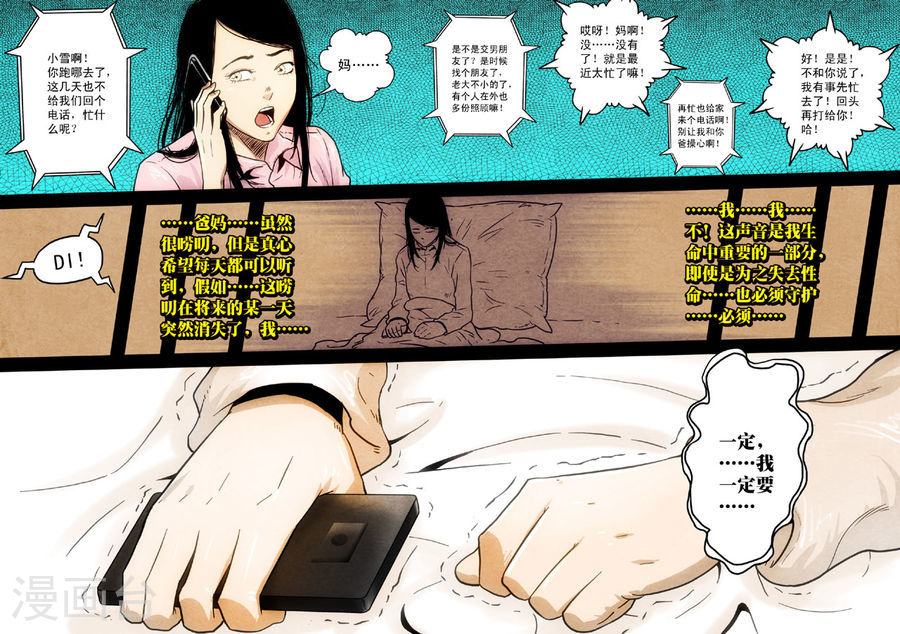 小雪啊！
你跑哪去了，
这几天也不
给我们回个
电话，忙什
么呢？
妈……
是不是交男朋
友了？是时候
找个朋友了，
老大不小的了，
有个人在外也
多份照顾嘛！
哎呀！妈啊！
没……没有
了！就是最
近太忙了嘛！
再忙也给家
来个电话啊！
别让我和你
爸操心啊！
好！是是！
不和你说了，
我有事先忙
去了！回头
再打给你！
哈！
DI！
……爸妈……虽然
很唠叨，但是真心
希望每天都可以听
到，假如……这唠
叨在将来的某一天
突然消失了，我……
……我……我……
不！这声音是我生
命中重要的一部分，
即使是为之失去性
命……也必须守护
……必须……
一定，
……我
一定要
……
漫画台